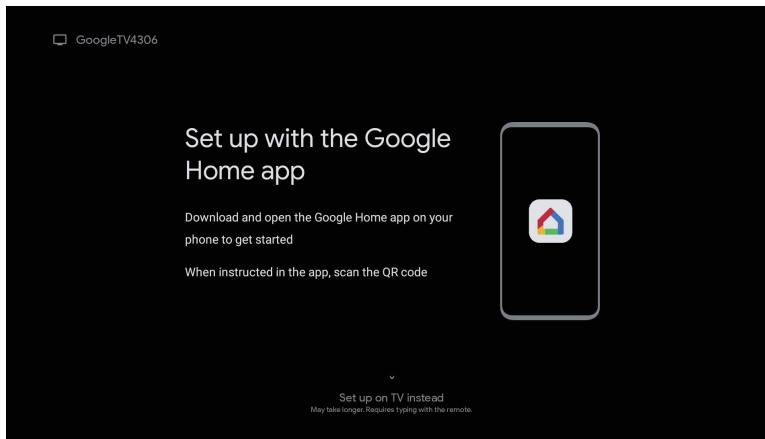 GoogleTV4306
Set up with the Google
Home app
Download and open the Google Home app on your
phone to get started
When instructed in the app, scan the QR code
Set up on TV instead
May take longer. Requires typing with the remote.